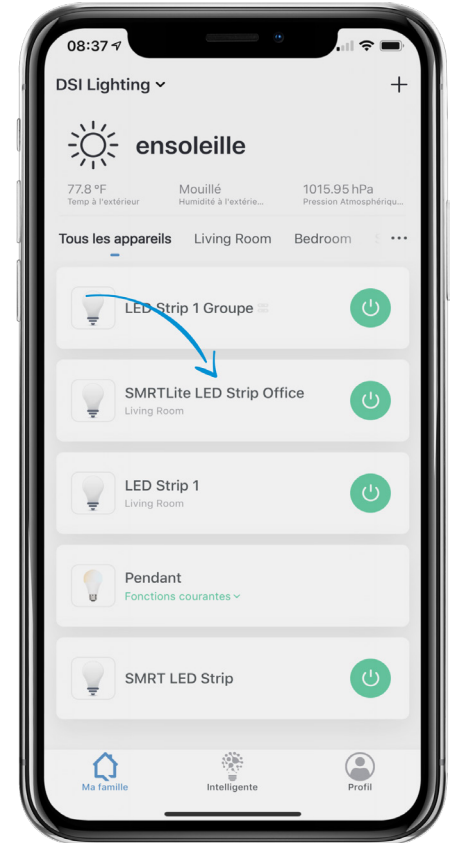 08:37
DSI Lighting
ensoleille
77.8 °F Mouillé 1015.95 hPa
Temp à l'extérieur Humidité à l'extérie... Pression Atmosphériqu...
Tous les appareils Living Room Bedroom ...
LED Strip 1 Groupe
SMRTLite LED Strip Office
Living Room
LED Strip 1
Living Room
Pendant
Fonctions courantes
SMRT LED Strip
Ma famille Intelligente Profil